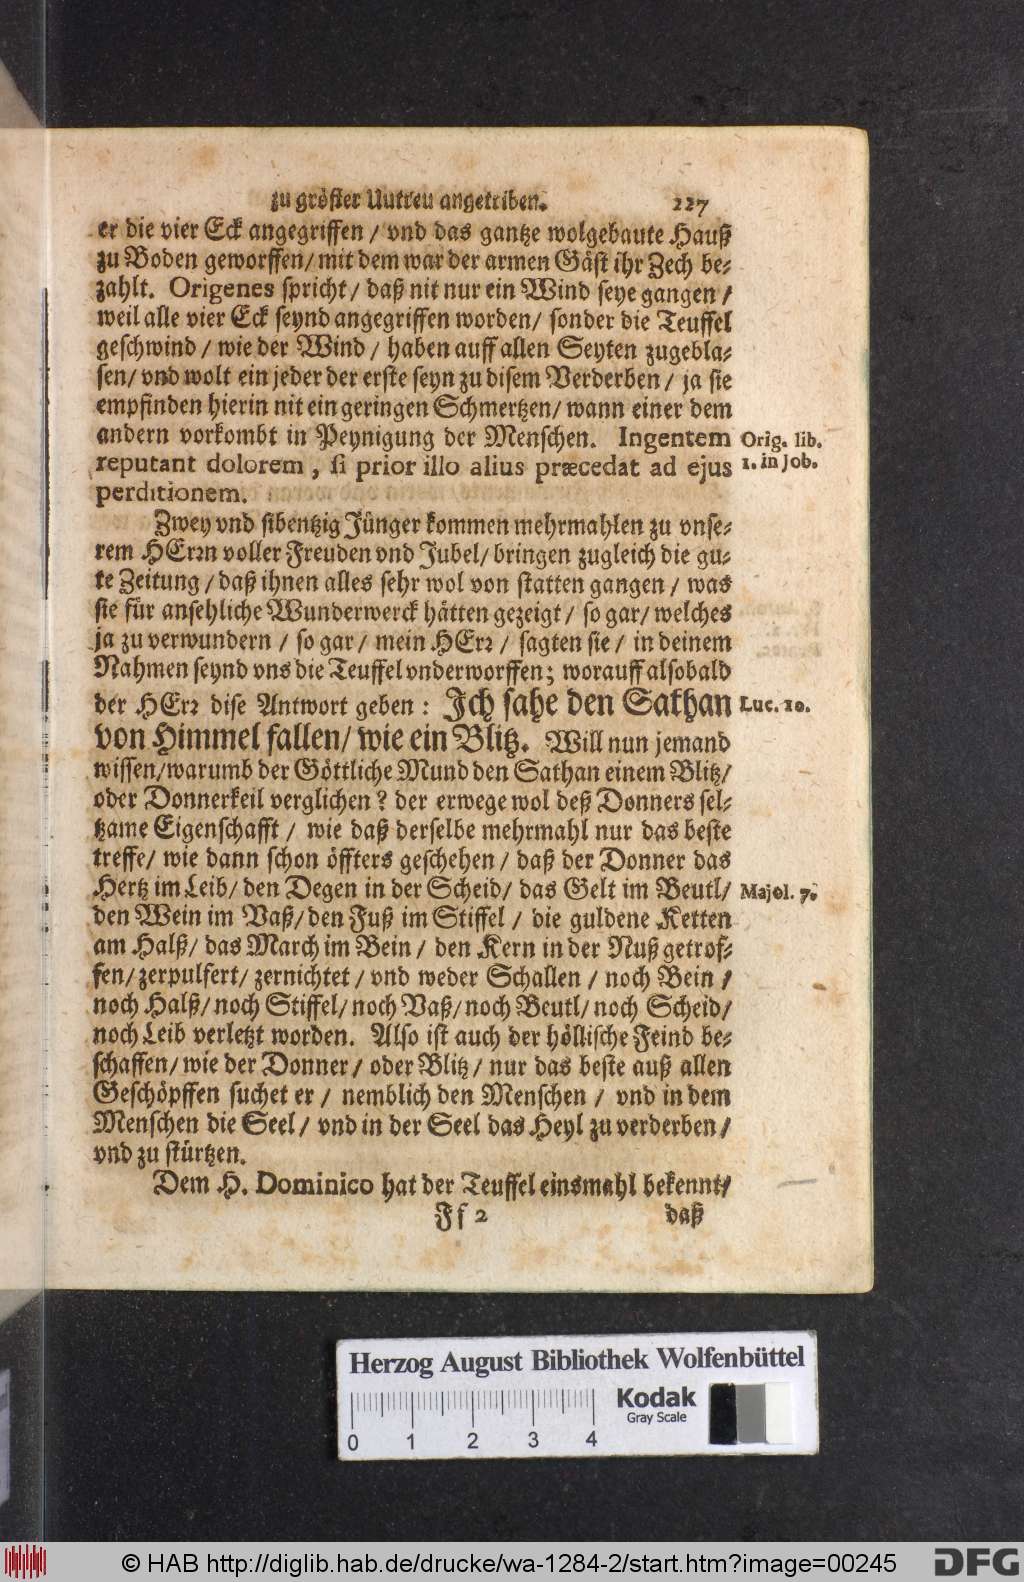 zu gröster Untreu angetriben. 227
er die vier Eck angegriffen / vnd das gantze wolgebaute Hauß
zu Boden geworffen / mit dem war der armen Gäst ihr Zech be-
zahlt. Origenes spricht / daß nit nur ein Wind seye gangen /
weil alle vier Eck seynd angegriffen worden / sonder die Teuffel
geschwind / wie der Wind / haben auff allen Seyten zugebla-
sen / vnd wolt ein jeder der erste seyn zu disem Verderben / ja sie
empfinden hierin nit ein geringen Schmertzen / wann einer dem
andern vorkombt in Peynigung der Menschen. Ingentem Orig. lib.
reputant dolorem, si prior illo alius præcedat ad ejus 1. in Job.
perditionem.
Zwey vnd sibentzig Jünger kommen mehrmahlen zu vnse-
rem HErrn voller Freuden vnd Jubel / bringen zugleich die gu-
te Zeitung / daß ihnen alles sehr wol von statten gangen / was
sie für ansehliche Wunderwerck hätten gezeigt / so gar / welches
ja zu verwundern / so gar / mein HErr / sagten sie / in deinem
Nahmen seynd vns die Teuffel vnderworffen; worauff alsobald
der HErr dise Antwort geben : Ich sahe den Sathan Luc. 10.
von Himmel fallen / wie ein Blitz. Will nun jemand
wissen / warumb der Göttliche Mund den Sathan einem Blitz /
oder Donnerkeil verglichen? der erwege wol deß Donners sel-
tzame Eigenschafft / wie daß derselbe mehrmahl nur das beste
treffe / wie dann schon öffters geschehen / daß der Donner das
Hertz im Leib / den Degen in der Scheid / das Gelt im Beutl / Majol. 7.
den Wein im Vaß / den Fuß im Stiffel / die guldene Ketten
am Halß / das March im Bein / den Kern in der Nuß getrof-
fen / zerpulfert / zernichtet / vnd weder Schallen / noch Bein /
noch Halß / noch Stiffel / noch Vaß / noch Beutl / noch Scheid /
noch Leib verletzt worden. Also ist auch der höllische Feind be-
schaffen / wie der Donner / oder Blitz / nur das beste auß allen
Geschöpffen suchet er / nemblich den Menschen / vnd in dem
Menschen die Seel / vnd in der Seel das Heyl zu verderben /
vnd zu stürtzen.
Dem H. Dominico hat der Teuffel einsmahl bekennt /
Ff 2 daß
Herzog August Bibliothek Wolfenbüttel
Kodak
Gray Scale
0 1 2 3 4
© HAB http://diglib.hab.de/drucke/wa-1284-2/start.htm?image=00245
DFG